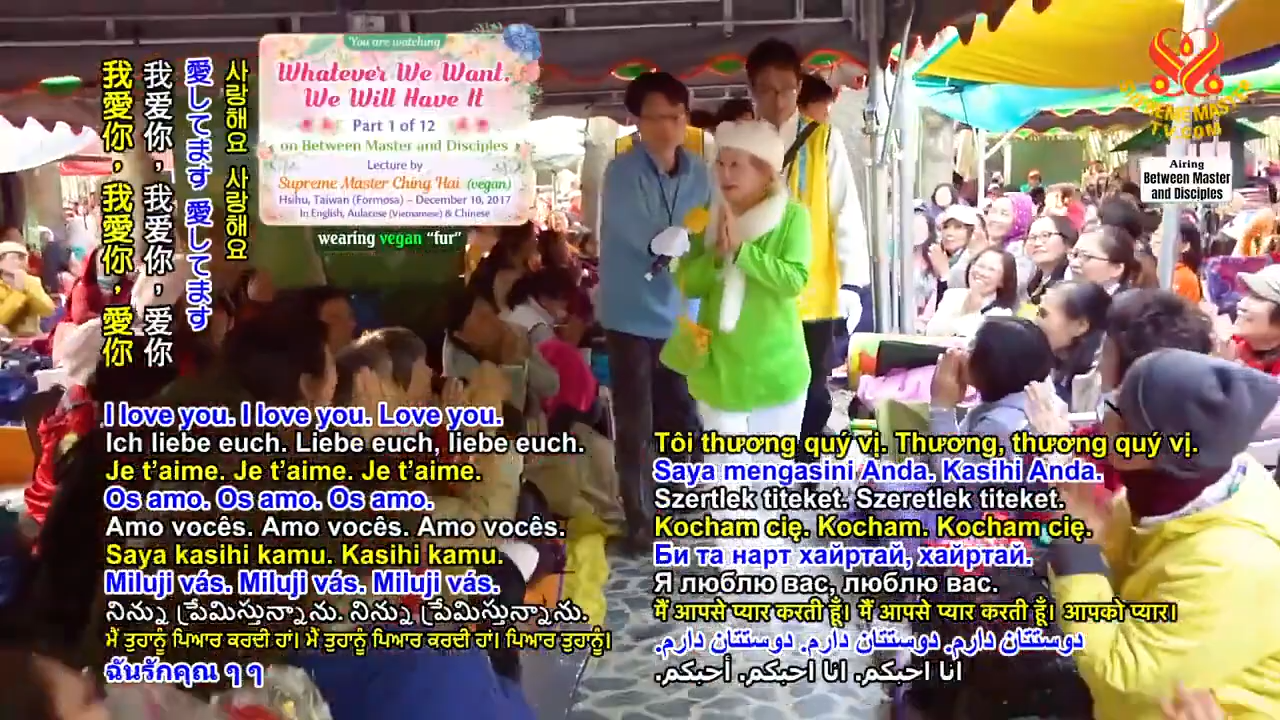 You are watching
Whatever We Want,
We Will Have It
Part 1 of 12
on Between Master and Disciples
Lecture by
Supreme Master Ching Hai (vegan)
Hsihu, Taiwan (Formosa) – December 10, 2017
In English, Aulacese (Vietnamese) & Chinese
wearing vegan “fur”
SUPREME MASTER
TV.COM
Airing
Between Master
and Disciples
사랑해요 사랑해요
愛してます 愛してます
我爱你，我爱你，爱你
我愛你，我愛你，愛你
I love you. I love you. Love you.
Ich liebe euch. Liebe euch, liebe euch.
Je t’aime. Je t’aime. Je t’aime.
Os amo. Os amo. Os amo.
Amo vocês. Amo vocês. Amo vocês.
Saya kasihi kamu. Kasihi kamu.
Miluji vás. Miluji vás. Miluji vás.
నిన్ను ప్రేమిస్తున్నాను. నిన్ను ప్రేమిస్తున్నాను.
ਮੈਂ ਤੁਹਾਨੂੰ ਪਿਆਰ ਕਰਦੀ ਹਾਂ। ਮੈਂ ਤੁਹਾਨੂੰ ਪਿਆਰ ਕਰਦੀ ਹਾਂ। ਪਿਆਰ ਤੁਹਾਨੂੰ।
ฉันรักคุณ ๆ ๆ
Tôi thương quý vị. Thương, thương quý vị.
Saya mengasini Anda. Kasihi Anda.
Szertlek titeket. Szeretlek titeket.
Kocham cię. Kocham. Kocham cię.
Би та нарт хайртай, хайртай.
Я люблю вас, люблю вас.
मैं आपसे प्यार करती हूँ। मैं आपसे प्यार करती हूँ। आपको प्यार।
دوستتان دارم. دوستتان دارم. دوستتان دارم.
انا احبكم. انا احبكم. أحبكم.